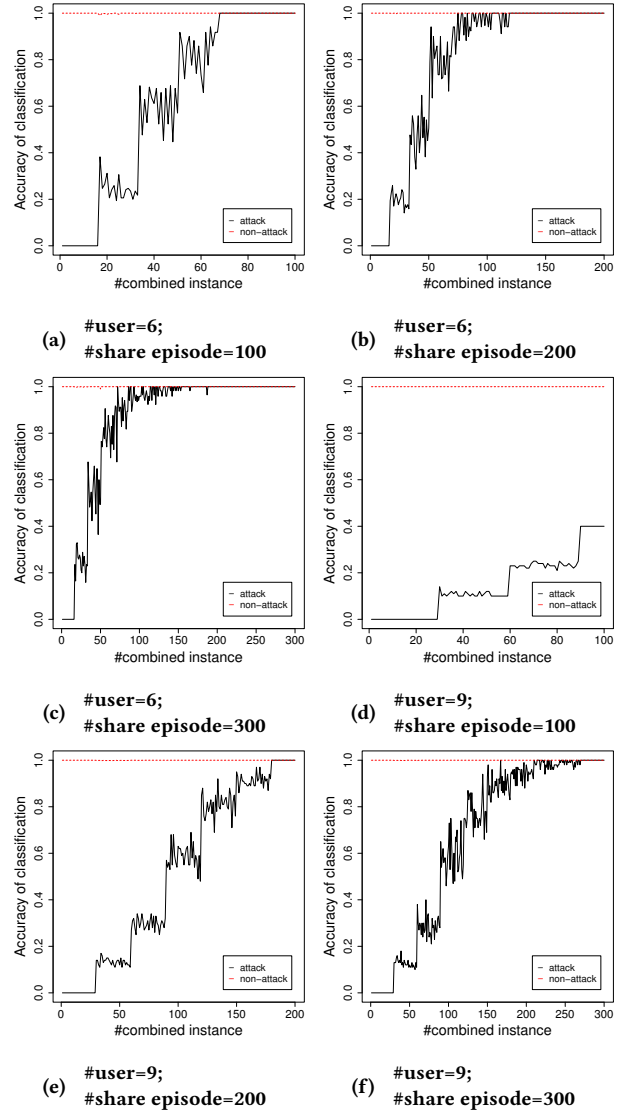 Accuracy of classification
1.0
0.8
0.6
0.4
0.2
0.0
attack
non−attack
0 20 40 60 80 100
#combined instance
(a) #user=6;
#share episode=100
Accuracy of classification
1.0
0.8
0.6
0.4
0.2
0.0
attack
non−attack
0 50 100 150 200
#combined instance
(b) #user=6;
#share episode=200
Accuracy of classification
1.0
0.8
0.6
0.4
0.2
0.0
attack
non−attack
0 50 100 150 200 250 300
#combined instance
(c) #user=6;
#share episode=300
Accuracy of classification
1.0
0.8
0.6
0.4
0.2
0.0
attack
non−attack
0 20 40 60 80 100
#combined instance
(d) #user=9;
#share episode=100
Accuracy of classification
1.0
0.8
0.6
0.4
0.2
0.0
attack
non−attack
0 50 100 150 200
#combined instance
(e) #user=9;
#share episode=200
Accuracy of classification
1.0
0.8
0.6
0.4
0.2
0.0
attack
non−attack
0 50 100 150 200 250 300
#combined instance
(f) #user=9;
#share episode=300